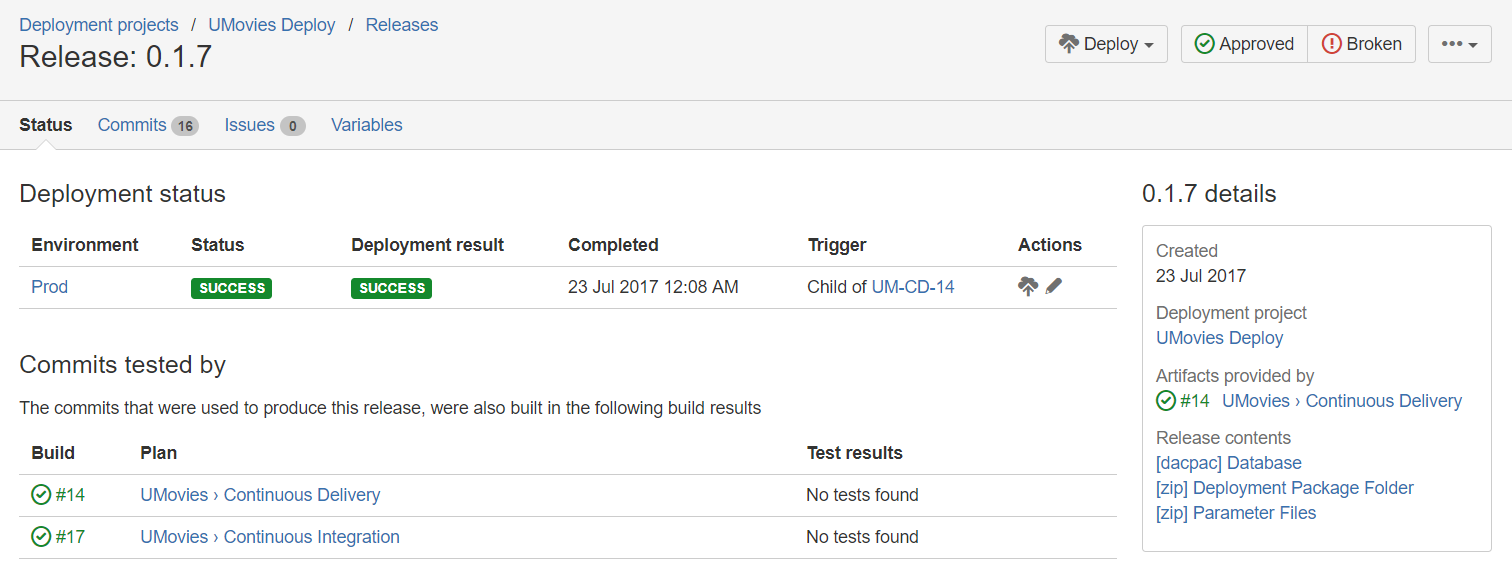 Deployment projects / UMovies Deploy / Releases
Release: 0.1.7
Deploy
Approved
Broken
Status Commits 16 Issues 0 Variables
Deployment status
Environment Status Deployment result Completed Trigger Actions
Prod SUCCESS SUCCESS 23 Jul 2017 12:08 AM Child of UM-CD-14
Commits tested by
The commits that were used to produce this release, were also built in the following build results
Build Plan Test results
#14 UMovies › Continuous Delivery No tests found
#17 UMovies › Continuous Integration No tests found
0.1.7 details
Created
23 Jul 2017
Deployment project
UMovies Deploy
Artifacts provided by
#14 UMovies › Continuous Delivery
Release contents
[dacpac] Database
[zip] Deployment Package Folder
[zip] Parameter Files